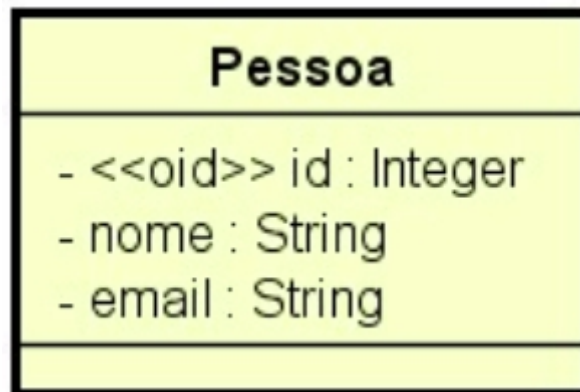 Pessoa
- <<oid>> id : Integer
- nome : String
- email : String